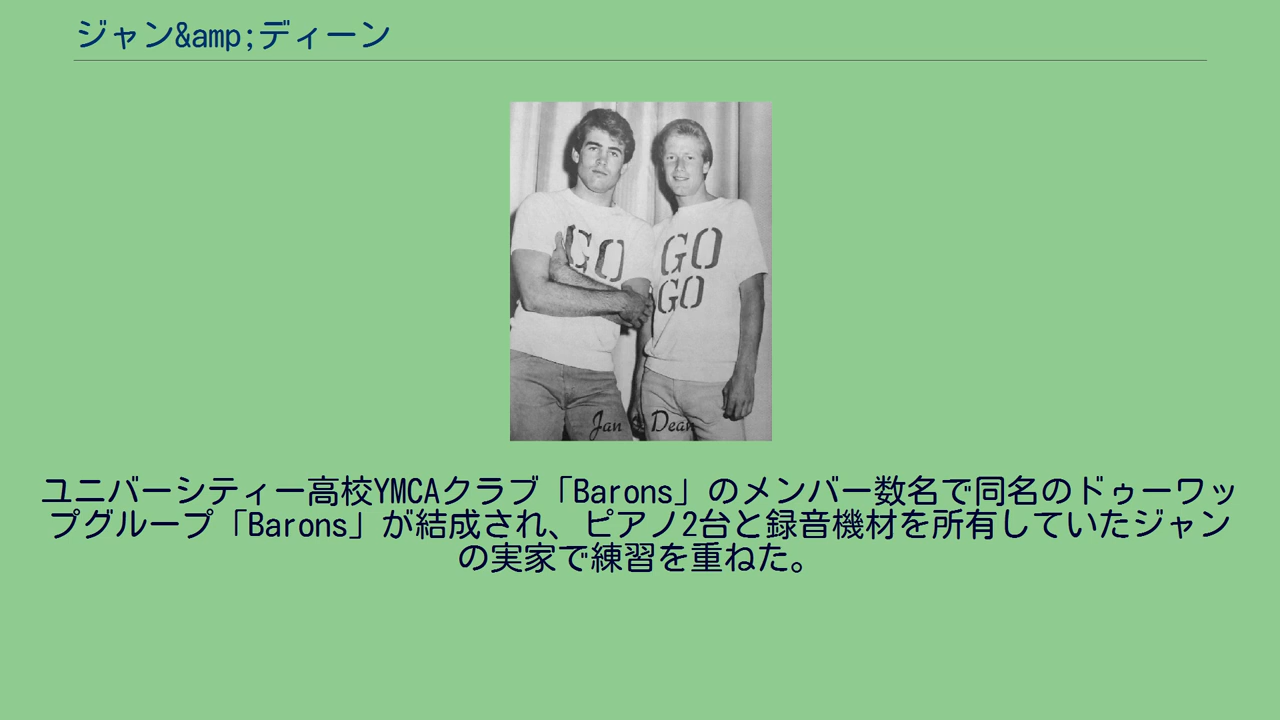 ジャン&amp;ディーン
GO GO
GO
Jan & Dean
ユニバーシティー高校YMCAクラブ「Barons」のメンバー数名で同名のドゥーワッ
プグループ「Barons」が結成され、ピアノ2台と録音機材を所有していたジャン
の実家で練習を重ねた。